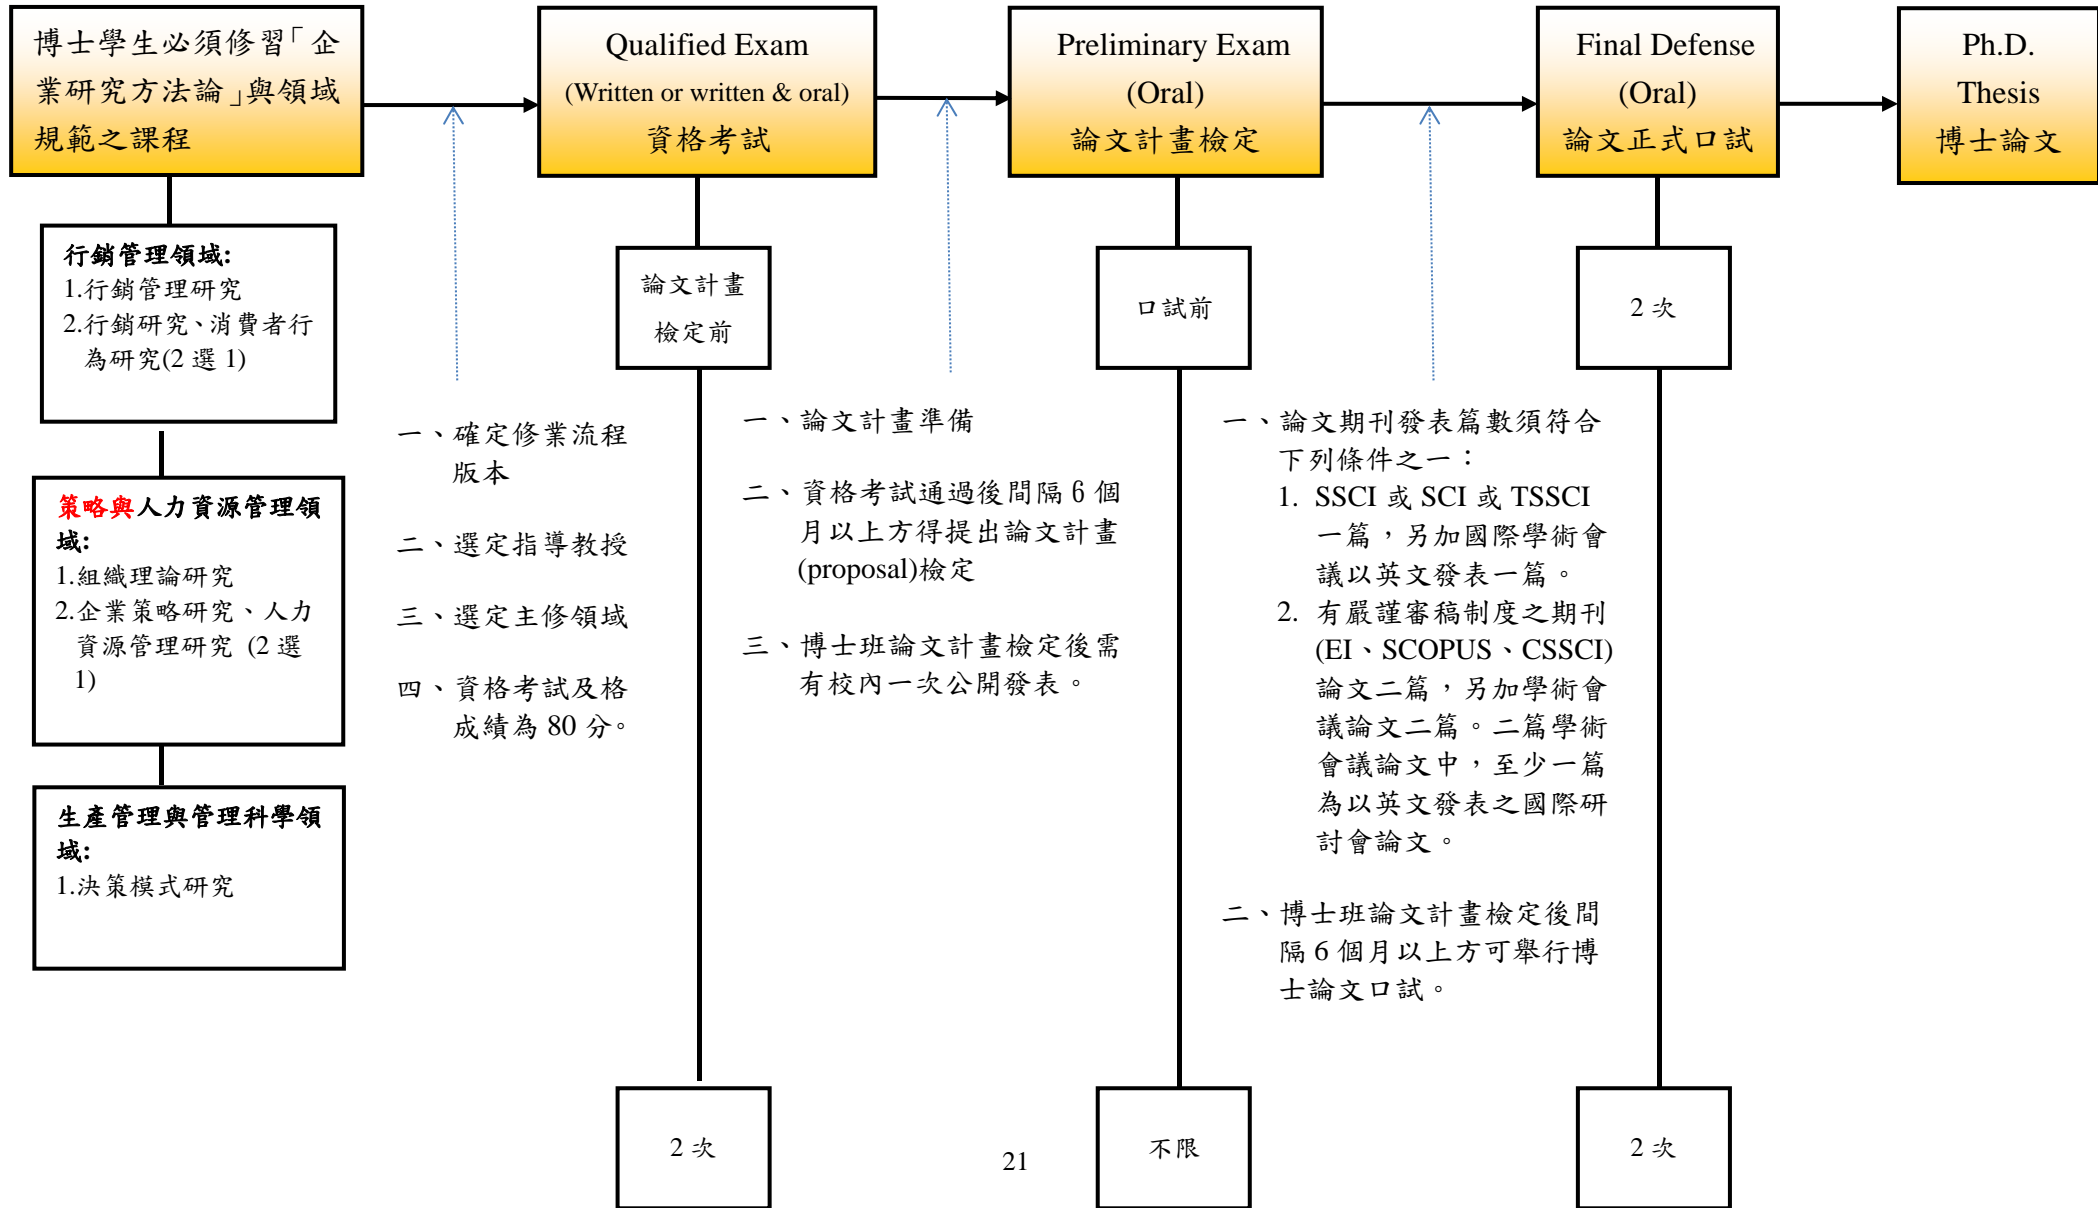 博士學生必須修習「企
業研究方法論」與領域
規範之課程
Qualified Exam
(Written or written & oral)
資格考試
Preliminary Exam
(Oral)
論文計畫檢定
Final Defense
(Oral)
論文正式口試
Ph.D.
Thesis
博士論文
行銷管理領域:
1.行銷管理研究
2.行銷研究、消費者行
為研究(2 選 1)
策略與人力資源管理領
域:
1.組織理論研究
2.企業策略研究、人力
資源管理研究 (2 選
1)
生產管理與管理科學領
域:
1.決策模式研究
一、確定修業流程
版本
二、選定指導教授
三、選定主修領域
四、資格考試及格
成績為 80 分。
論文計畫
檢定前
2 次
一、論文計畫準備
二、資格考試通過後間隔 6 個
月以上方得提出論文計畫
(proposal)檢定
三、博士班論文計畫檢定後需
有校內一次公開發表。
口試前
不限
一、論文期刊發表篇數須符合
下列條件之一：
1. SSCI 或 SCI 或 TSSCI
一篇，另加國際學術會
議以英文發表一篇。
2. 有嚴謹審稿制度之期刊
(EI、SCOPUS、CSSCI)
論文二篇，另加學術會
議論文二篇。二篇學術
會議論文中，至少一篇
為以英文發表之國際研
討會論文。
二、博士班論文計畫檢定後間
隔 6 個月以上方可舉行博
士論文口試。
2 次
2 次
21